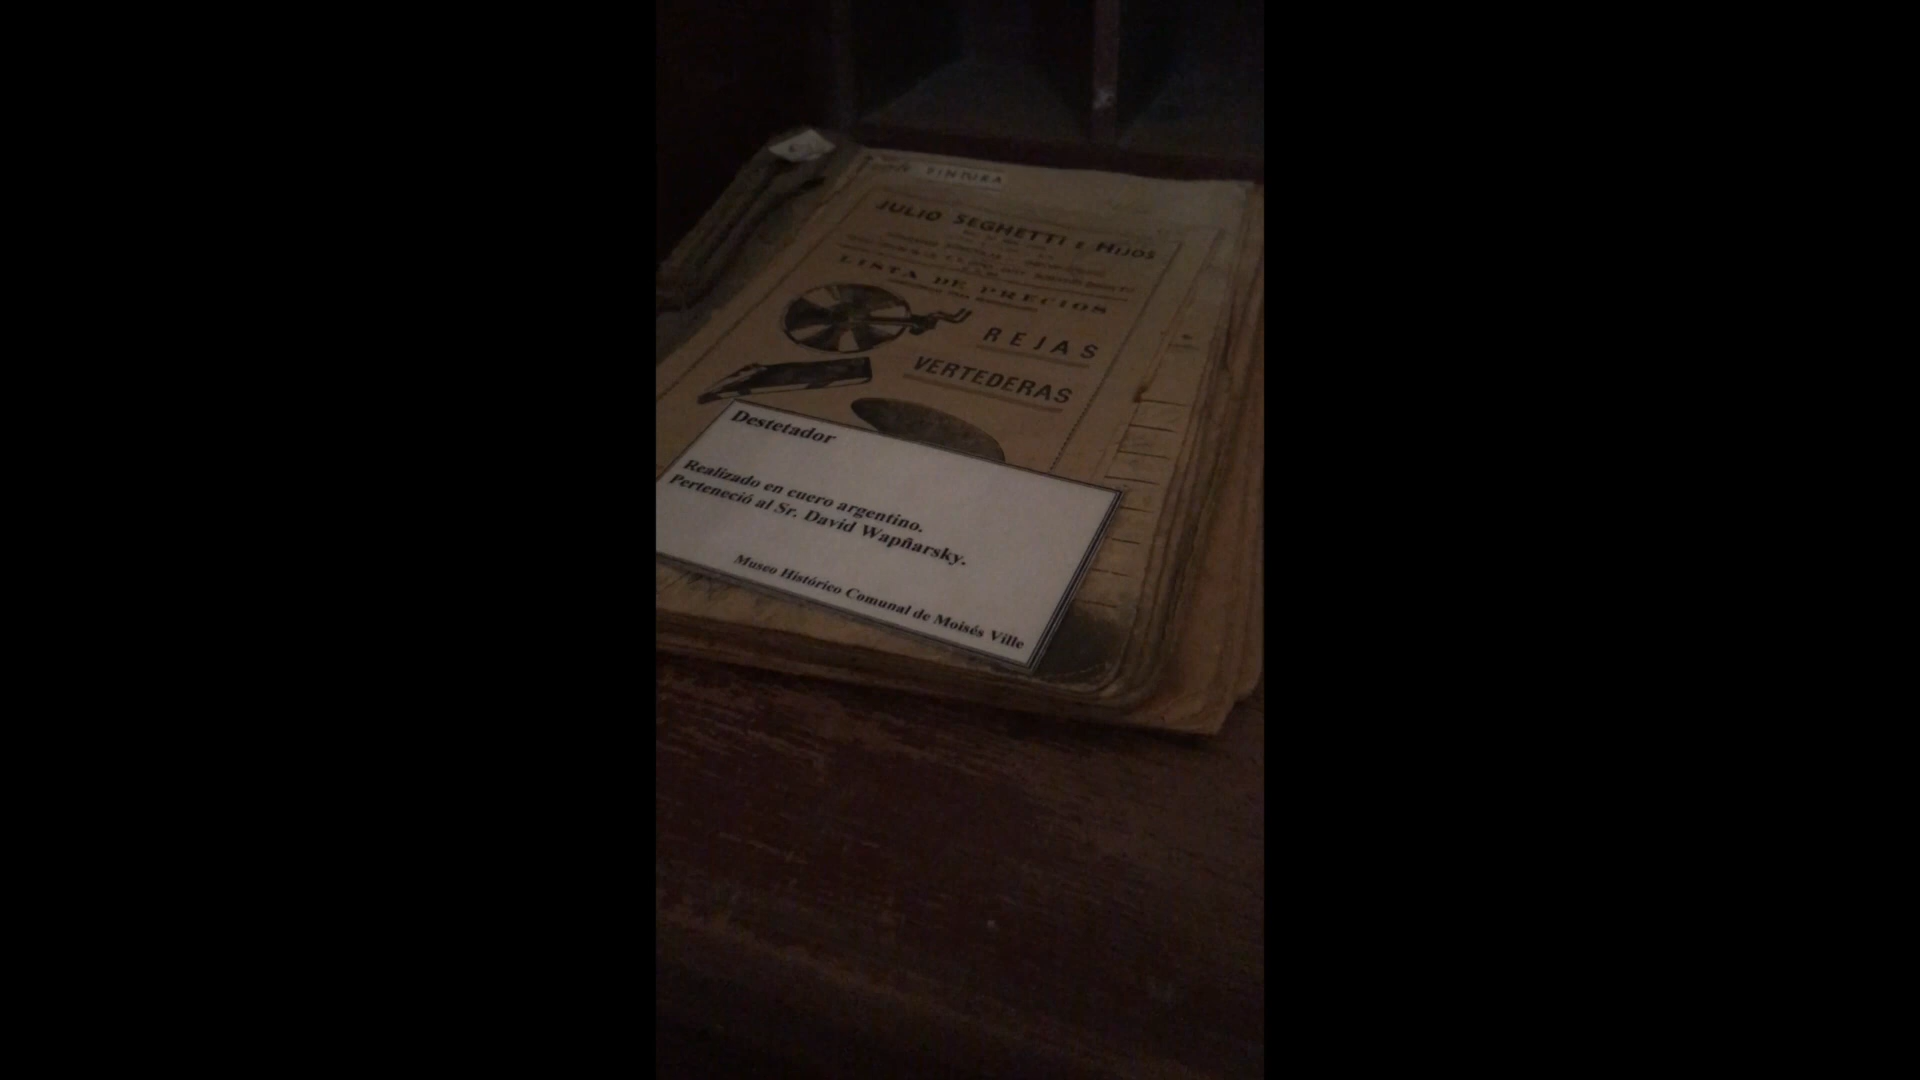 PINTURA
JULIO SEGHETTI E HIJOS
LISTA DE PRECIOS
REJAS
VERTEDERAS
Destetador
Realizado en cuero argentino.
Perteneció al Sr. David Wapñarsky.
Museo Histórico Comunal de Moisés Ville